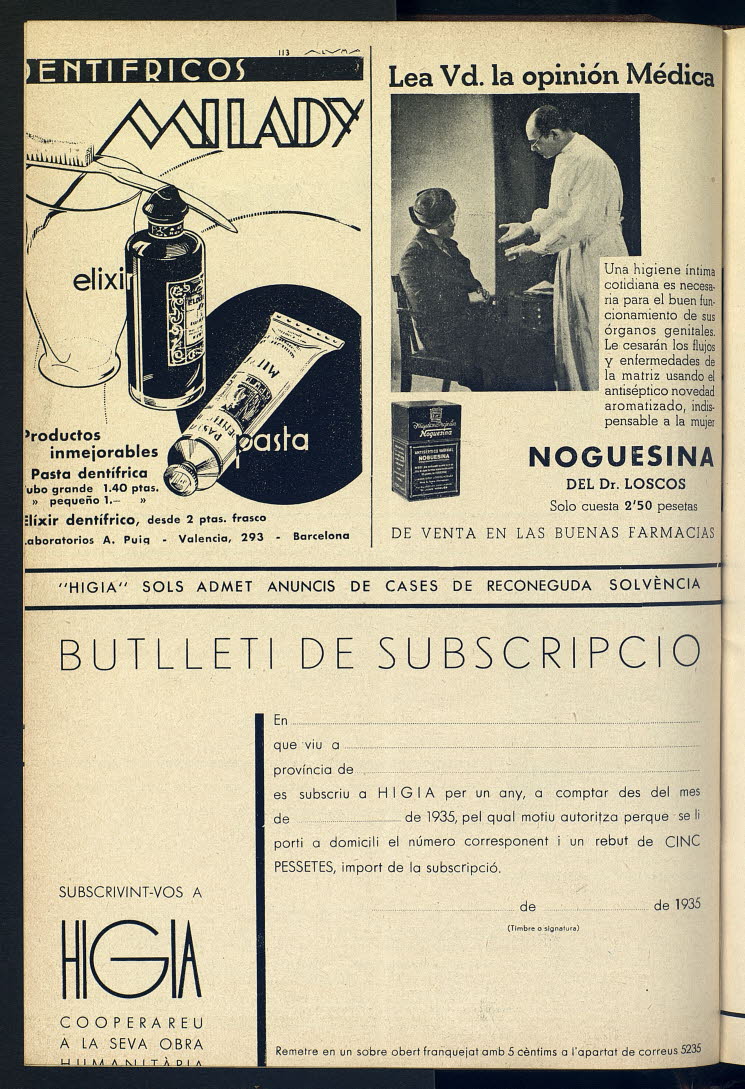 113 ALUMA
DENTIFRICOS
MILADY
elixir
pasta
Productos
inmejorables
Pasta dentífrica
Tubo grande 1.40 ptas.
» pequeño 1.— »
Elíxir dentífrico, desde 2 ptas. frasco
Laboratorios A. Puig - Valencia, 293 - Barcelona
Lea Vd. la opinión Médica
Una higiene íntima
cotidiana es necesa-
ria para el buen fun-
cionamiento de sus
órganos genitales.
Le cesarán los flujos
y enfermedades de
la matriz usando el
antiséptico novedad
aromatizado, indis-
pensable a la mujer
Noguesina
NOGUESINA
NOGUESINA
DEL Dr. LOSCOS
Solo cuesta 2'50 pesetas
DE VENTA EN LAS BUENAS FARMACIAS
"HIGIA" SOLS ADMET ANUNCIS DE CASES DE RECONEGUDA SOLVÈNCIA
BUTLLETI DE SUBSCRIPCIO
En
que viu a
província de
es subscriu a HIGIA per un any, a comptar des del mes
de de 1935, pel qual motiu autoritza perque se li
porti a domicili el número corresponent i un rebut de CINC
PESSETES, import de la subscripció.
de de 1935
(Timbre o signatura)
SUBSCRIVINT-VOS A
HIGIA
COOPERAREU
A LA SEVA OBRA
HUMANITÀRIA
Remetre en un sobre obert franquejat amb 5 cèntims a l'apartat de correus 5235